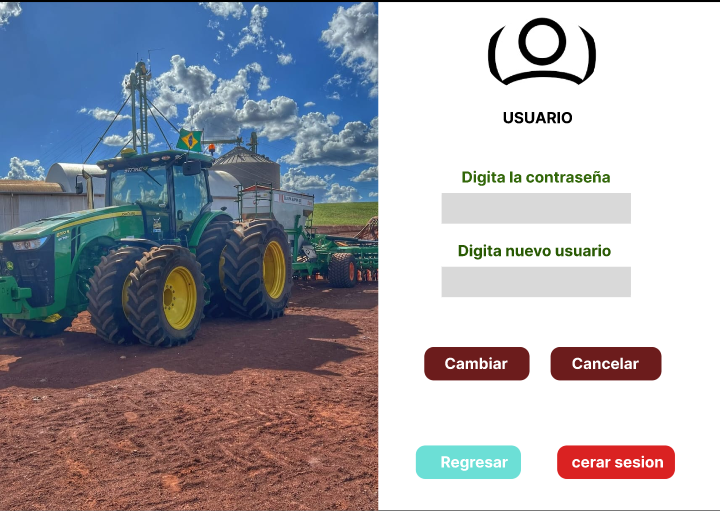 USUARIO
Digita la contraseña
Digita nuevo usuario
Cambiar
Cancelar
Regresar
cerar sesion